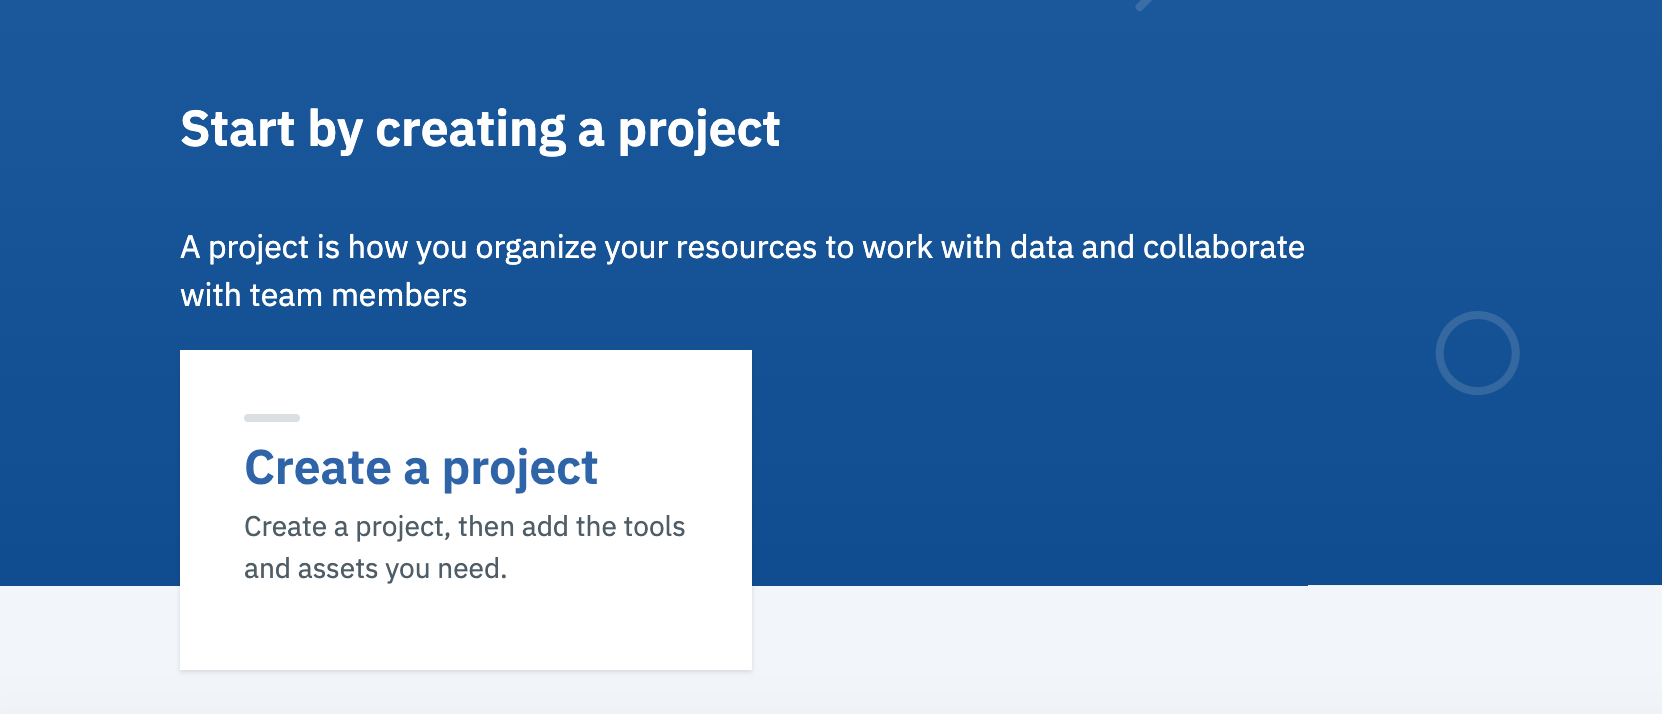 Start by creating a project
A project is how you organize your resources to work with data and collaborate
with team members
Create a project
Create a project, then add the tools
and assets you need.